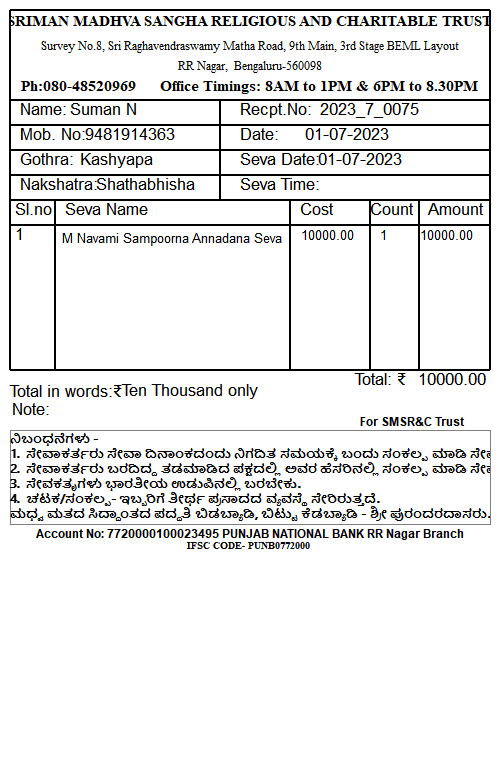 SRIMAN MADHVA SANGHA RELIGIOUS AND CHARITABLE TRUST
Survey No.8, Sri Raghavendraswamy Matha Road, 9th Main, 3rd Stage BEML Layout
RR Nagar, Bengaluru-560098
Ph:080-48520969 Office Timings: 8AM to 1PM & 6PM to 8.30PM
Name: Suman N Recpt.No: 2023_7_0075
Mob. No:9481914363 Date: 01-07-2023
Gothra: Kashyapa Seva Date:01-07-2023
Nakshatra:Shathabhisha Seva Time:
Sl.no Seva Name Cost Count Amount
1 M Navami Sampoorna Annadana Seva 10000.00 1 10000.00
Total: ₹ 10000.00
Total in words:₹Ten Thousand only
Note:
For SMSR&C Trust
ನಿಬಂಧನೆಗಳು -
1. ಸೇವಾಕರ್ತರು ಸೇವಾ ದಿನಾಂಕದಂದು ನಿಗದಿತ ಸಮಯಕ್ಕೆ ಬಂದು ಸಂಕಲ್ಪ ಮಾಡಿ ಸೇವ
2. ಸೇವಾಕರ್ತರು ಬರದಿದ್ದ ತಡಮಾಡಿದ ಪಕ್ಷದಲ್ಲಿ ಅವರ ಹೆಸರಿನಲ್ಲಿ ಸಂಕಲ್ಪ ಮಾಡಿ ಸೇವ
3. ಸೇವಕತೃಗಳು ಭಾರತೀಯ ಉಡುಪಿನಲ್ಲಿ ಬರಬೇಕು.
4. ಚಟಕ/ಸಂಕಲ್ಪ- ಇಬ್ಬರಿಗೆ ತೀರ್ಥ ಪ್ರಸಾದದ ವ್ಯವಸ್ಥೆ ಸೇರಿರುತ್ತದೆ.
ಮಧ್ವ ಮತದ ಸಿದ್ಧಾಂತದ ಪದ್ಧತಿ ಬಿಡಬ್ಯಾಡಿ, ಬಿಟ್ಟು ಕೆಡಬ್ಯಾಡಿ - ಶ್ರೀ ಪುರಂದರದಾಸರು.
Account No: 7720000100023495 PUNJAB NATIONAL BANK RR Nagar Branch
IFSC CODE- PUNB0772000